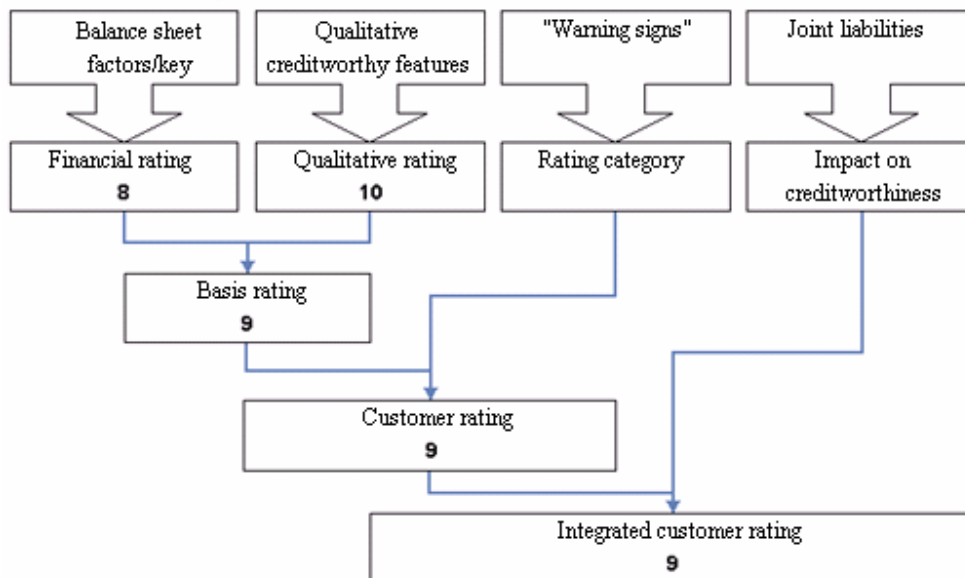 Balance sheet
factors/key
Qualitative
creditworthy features
"Warning signs"
Joint liabilities
Financial rating
8
Qualitative rating
10
Rating category
Impact on
creditworthiness
Basis rating
9
Customer rating
9
Integrated customer rating
9